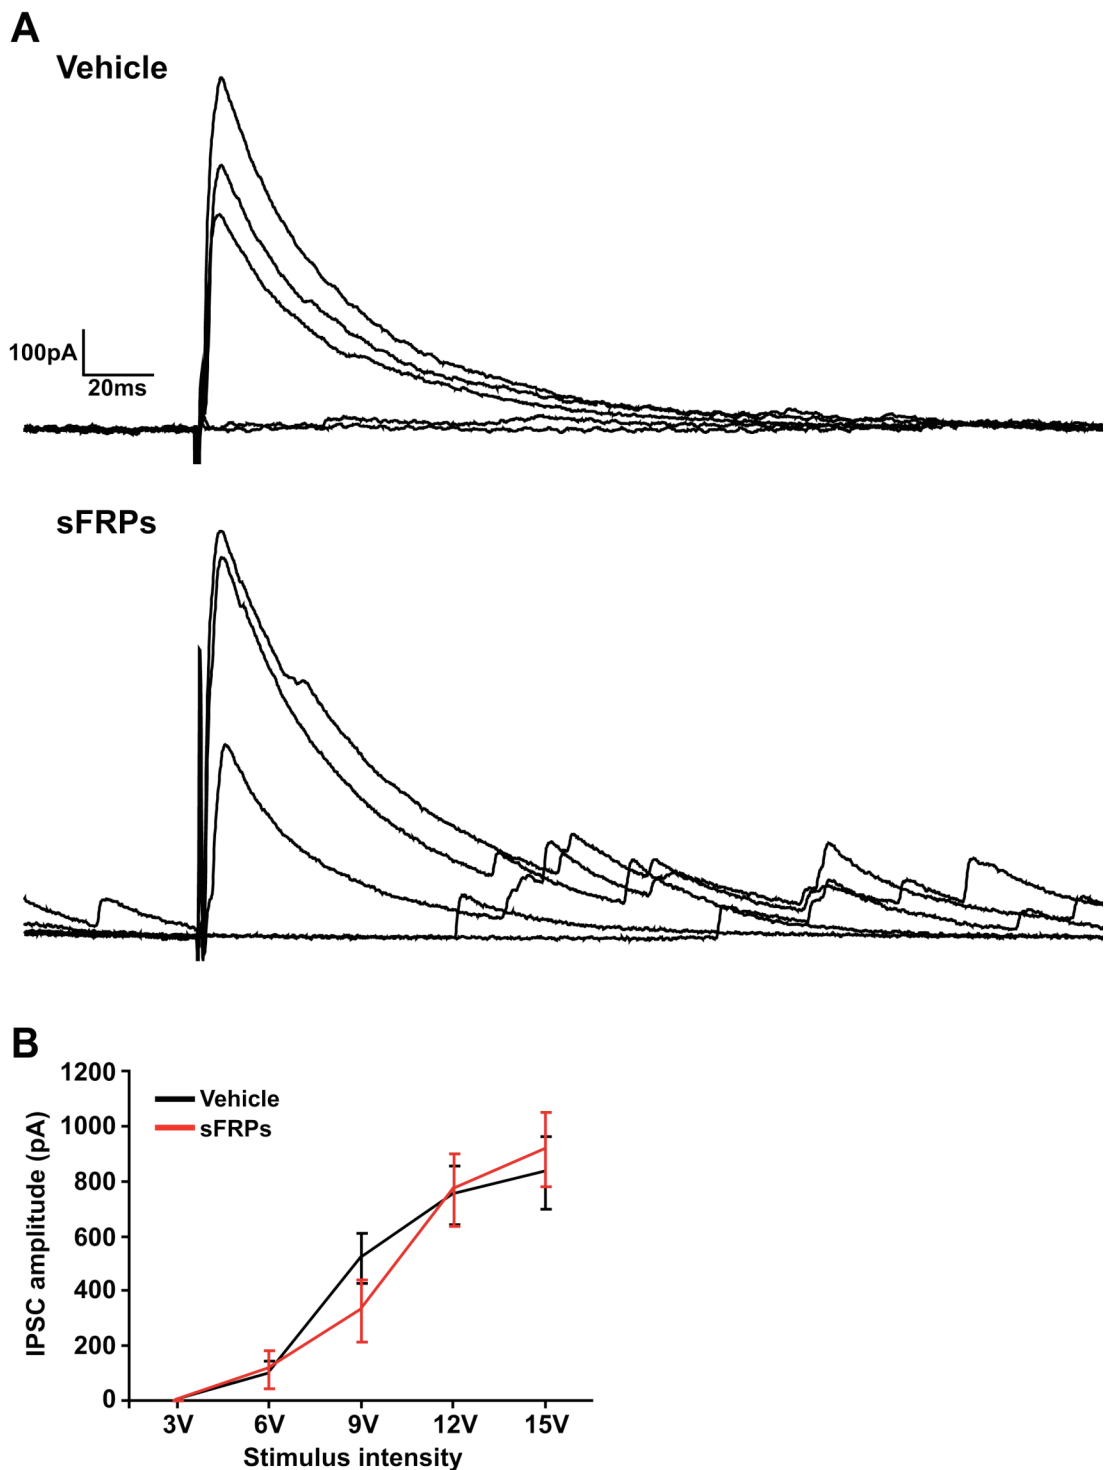 A
Vehicle
100pA
20ms
sFRPs
B
1200
1000
800
600
400
200
0
IPSC amplitude (pA)
Vehicle
sFRPs
3V 6V 9V 12V 15V
Stimulus intensity